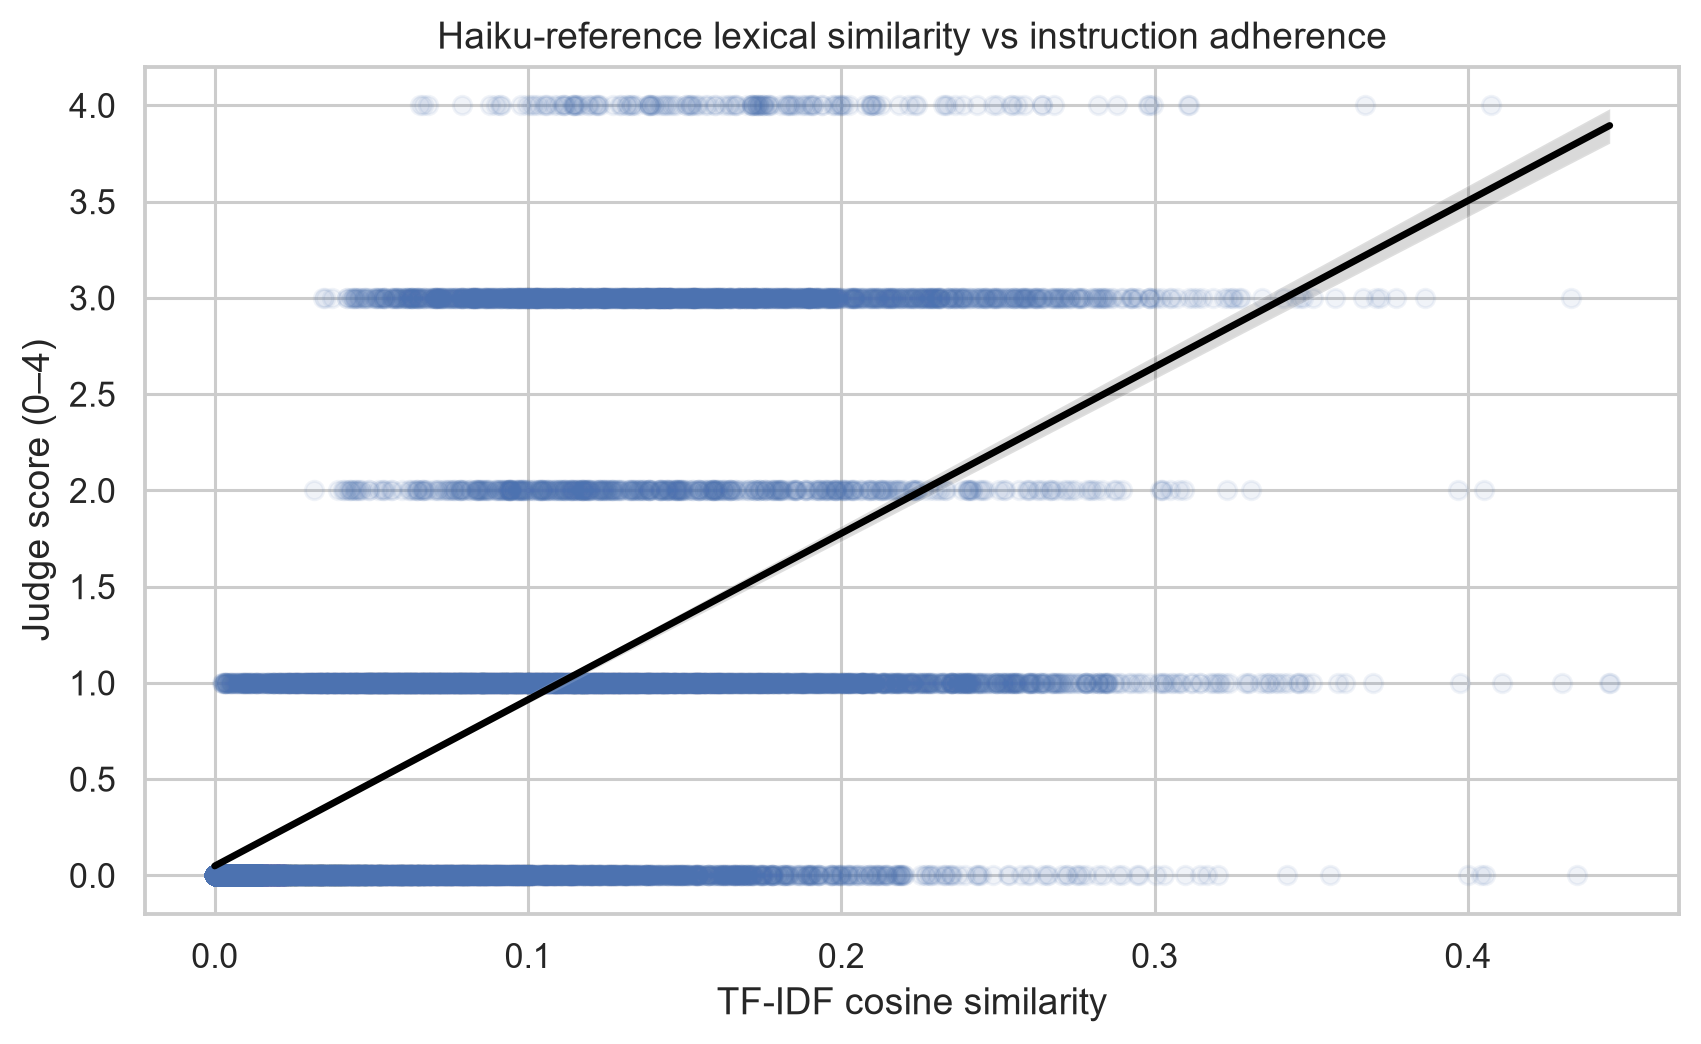 Haiku-reference lexical similarity vs instruction adherence
4.0
3.5
3.0
2.5
2.0
1.5
1.0
0.5
0.0
Judge score (0–4)
0.0 0.1 0.2 0.3 0.4
TF-IDF cosine similarity